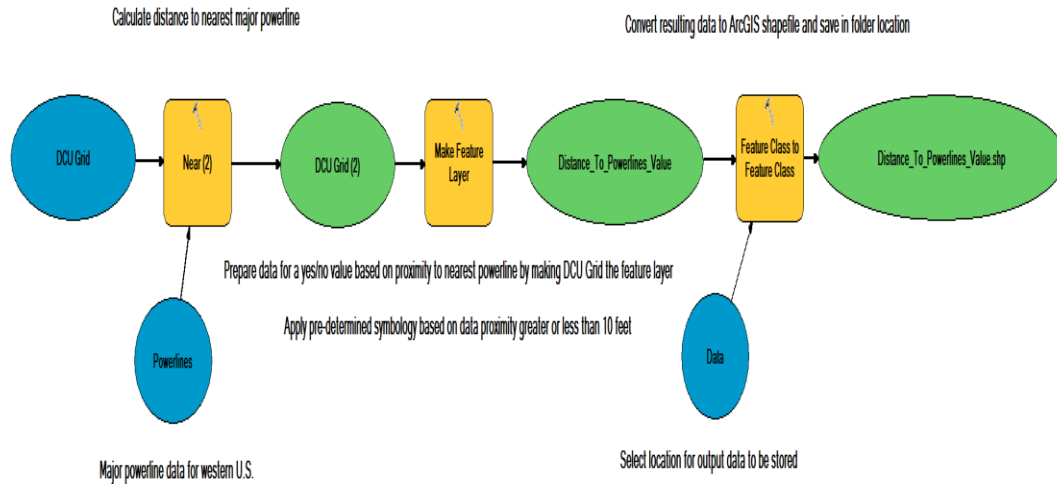 Calculate distance to nearest major powerline
Convert resulting data to ArcGIS shapefile and save in folder location
DCU Grid
Near (2)
DCU Grid (2)
Make Feature
Layer
Distance_To_Powerlines_Value
Feature Class to
Feature Class
Distance_To_Powerlines_Value.shp
Prepare data for a yes/no value based on proximity to nearest powerline by making DCU Grid the feature layer
Apply pre-determined symbology based on data proximity greater or less than 10 feet
Powerlines
Data
Major powerline data for western U.S.
Select location for output data to be stored